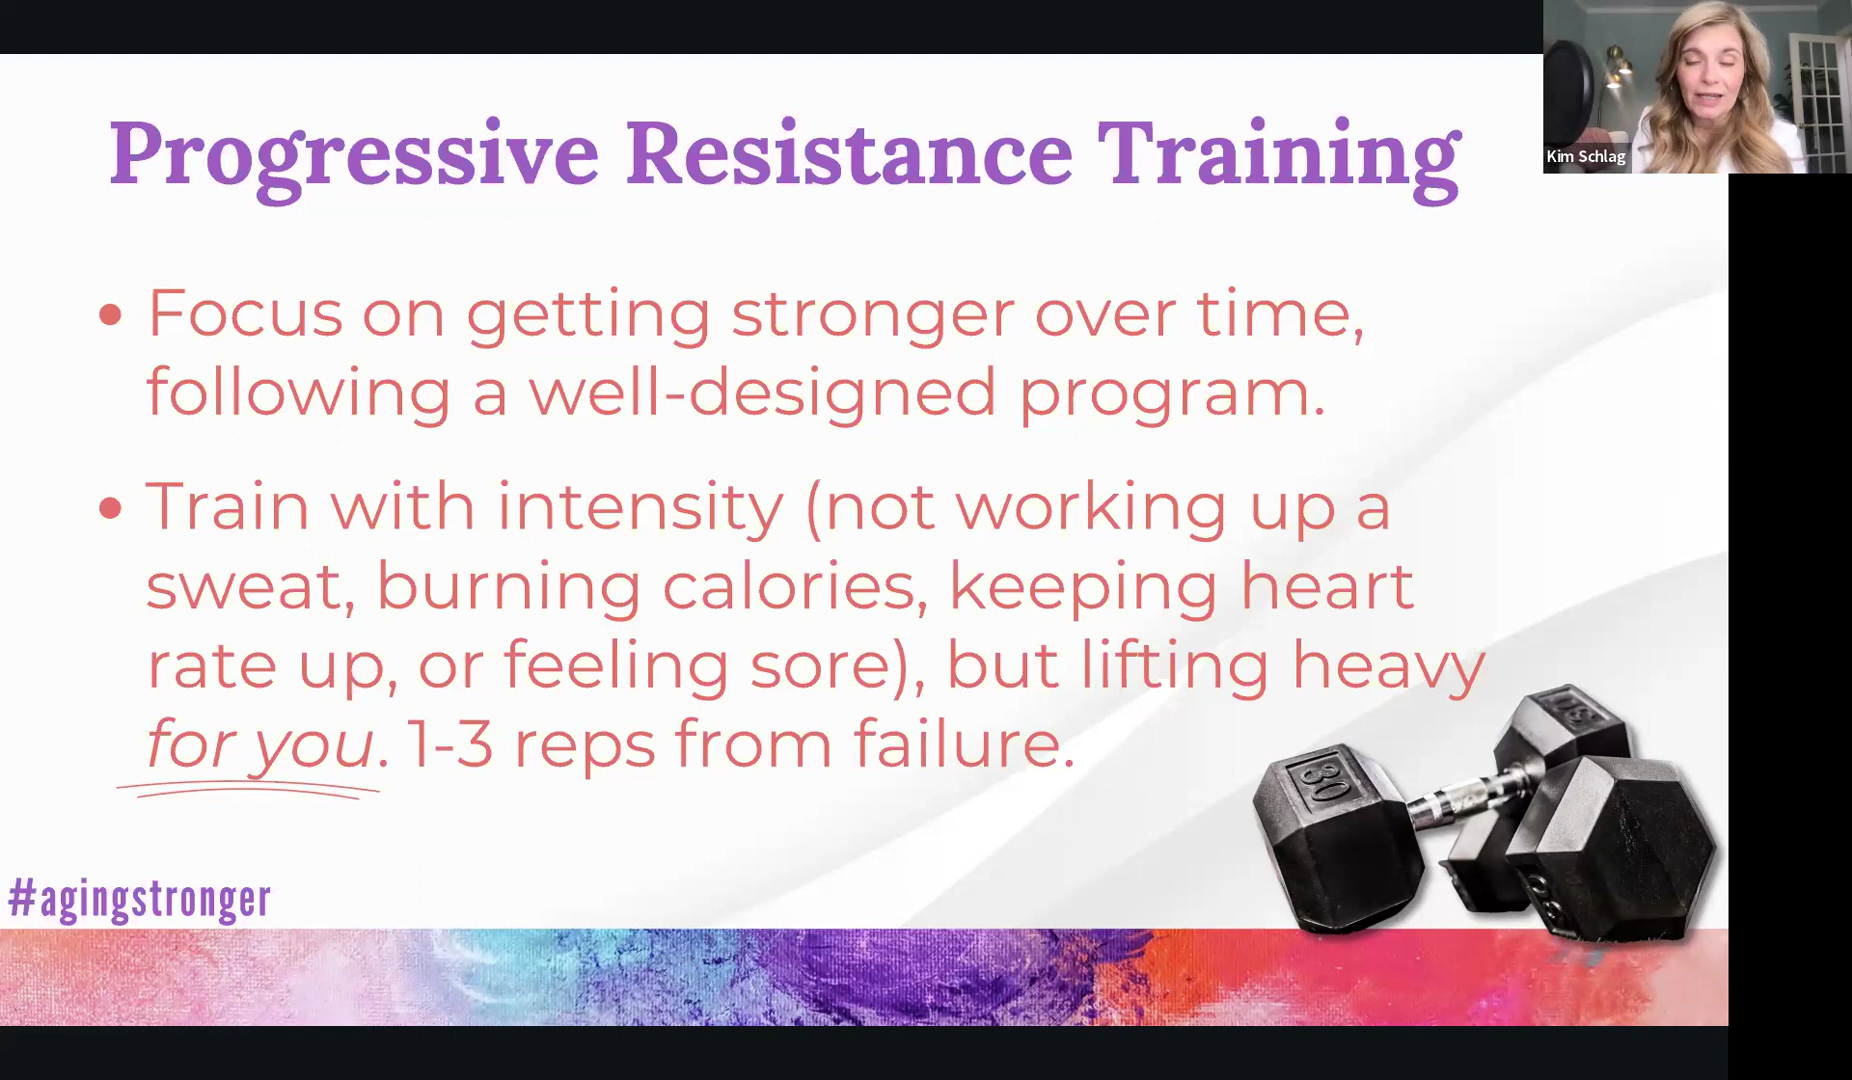 Kim Schlag
Progressive Resistance Training
• Focus on getting stronger over time,
following a well-designed program.
• Train with intensity (not working up a
sweat, burning calories, keeping heart
rate up, or feeling sore), but lifting heavy
for you. 1-3 reps from failure.
30
#agingstronger